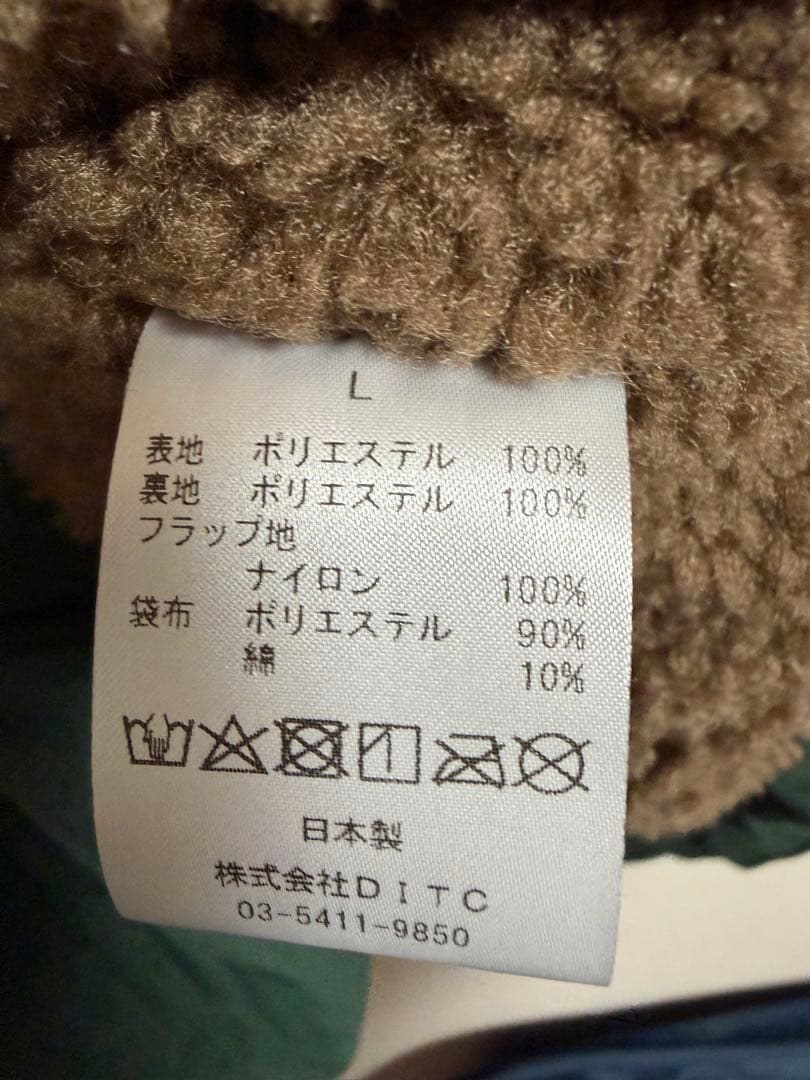 L
表地 ポリエステル 100%
裏地 ポリエステル 100%
フラップ地
ナイロン 100%
袋布 ポリエステル 90%
綿 10%
日本製
株式会社DITC
03-5411-9850